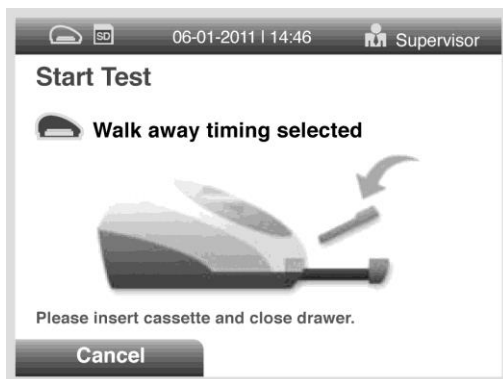 SD 06-01-2011 | 14:46 Supervisor
Start Test
Walk away timing selected
Please insert cassette and close drawer.
Cancel